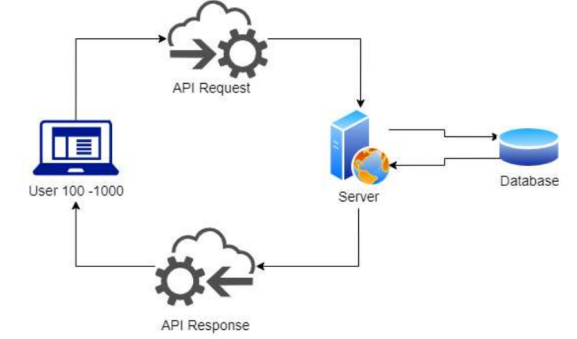 API Request
User 100 -1000
Server
Database
API Response